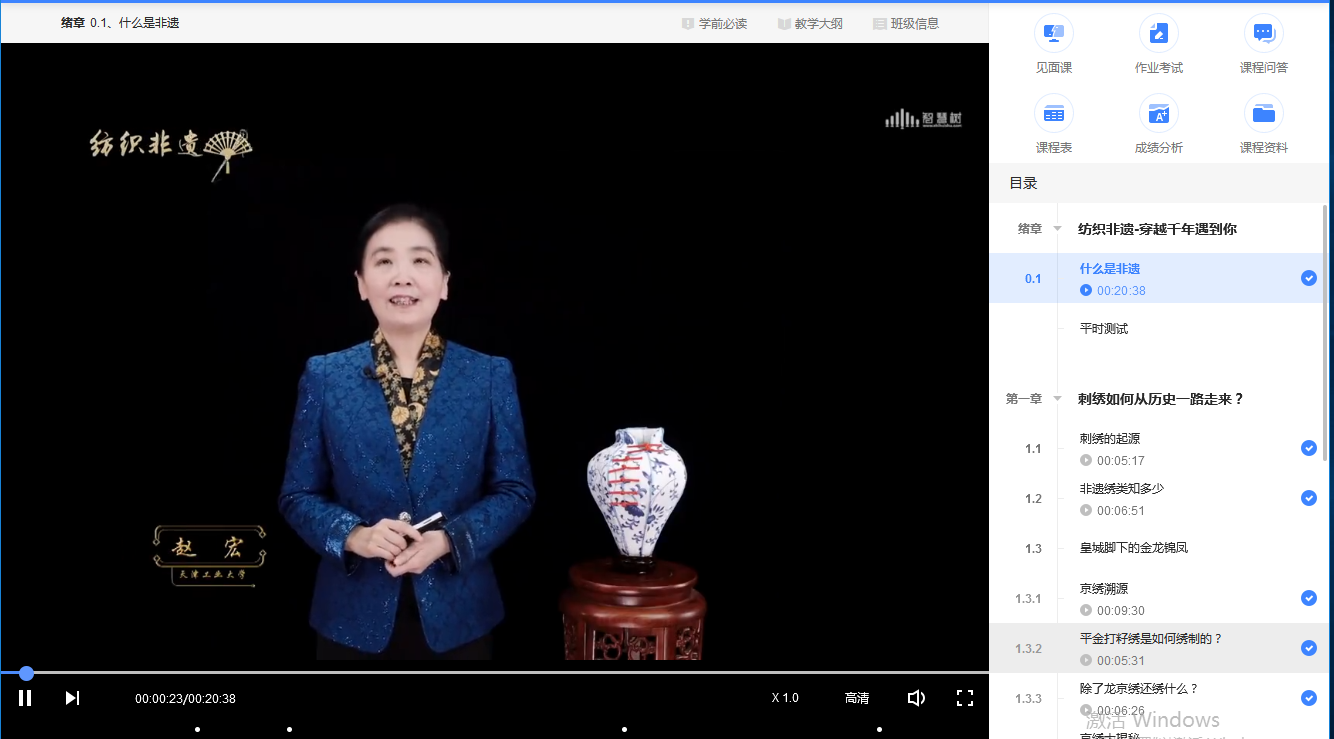 绪章 0.1、什么是非遗
学前必读
教学大纲
班级信息
纺织非遗
智慧树
www.zhihuishu.com
赵 宏
天津工业大学
00:00:23/00:20:38
X 1.0
高清
见面课
作业考试
课程问答
课程表
成绩分析
课程资料
目录
绪章
纺织非遗-穿越千年遇到你
0.1
什么是非遗
00:20:38
平时测试
第一章
刺绣如何从历史一路走来？
1.1
刺绣的起源
00:05:17
1.2
非遗绣类知多少
00:06:51
1.3
皇城脚下的金龙锦凤
1.3.1
京绣溯源
00:09:30
1.3.2
平金打籽绣是如何绣制的？
00:05:31
1.3.3
除了龙京绣还绣什么？
00:06:26
激活 Windows